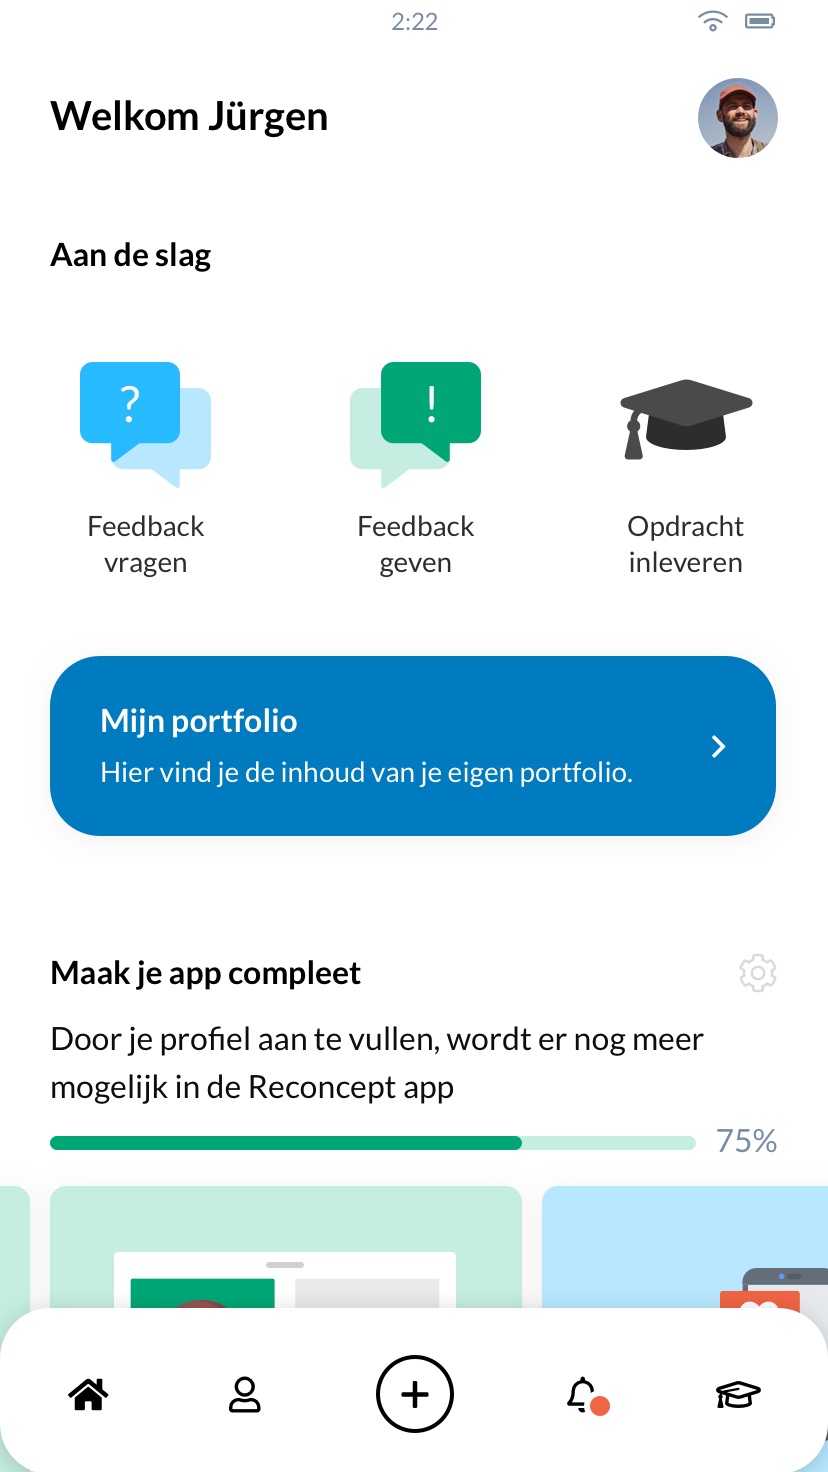 2:22
Welkom Jürgen
Aan de slag
?
!
Feedback
vragen
Feedback
geven
Opdracht
inleveren
Mijn portfolio
Hier vind je de inhoud van je eigen portfolio.
Maak je app compleet
Door je profiel aan te vullen, wordt er nog meer
mogelijk in de Reconcept app
75%